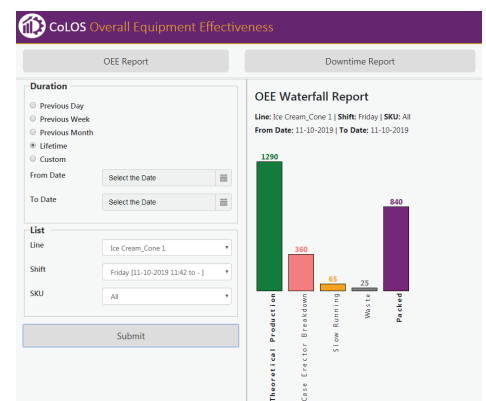 CoLOS Overall Equipment Effectiveness
OEE Report
Downtime Report
Duration
Previous Day
Previous Week
Previous Month
Lifetime
Custom
From Date
Select the Date
To Date
Select the Date
List
Line
Ice Cream_Cone 1
Shift
Friday [11-10-2019 11:42 to - ]
SKU
All
Submit
OEE Waterfall Report
Line: Ice Cream_Cone 1 | Shift: Friday | SKU: All
From Date: 11-10-2019 | To Date: 11-10-2019
1290
360
65
25
840
Theoretical Production
Case Erector Breakdown
Slow Running
Waste
Packed